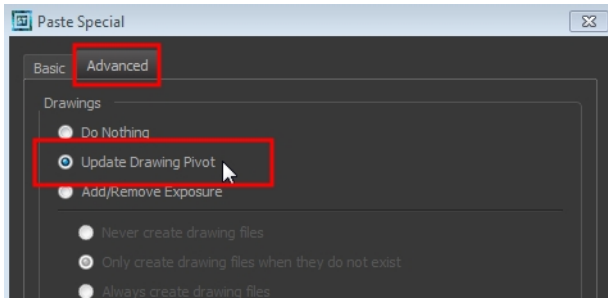 Paste Special
Basic Advanced
Drawings
Do Nothing
Update Drawing Pivot
Add/Remove Exposure
Never create drawing files
Only create drawing files when they do not exist
Always create drawing files